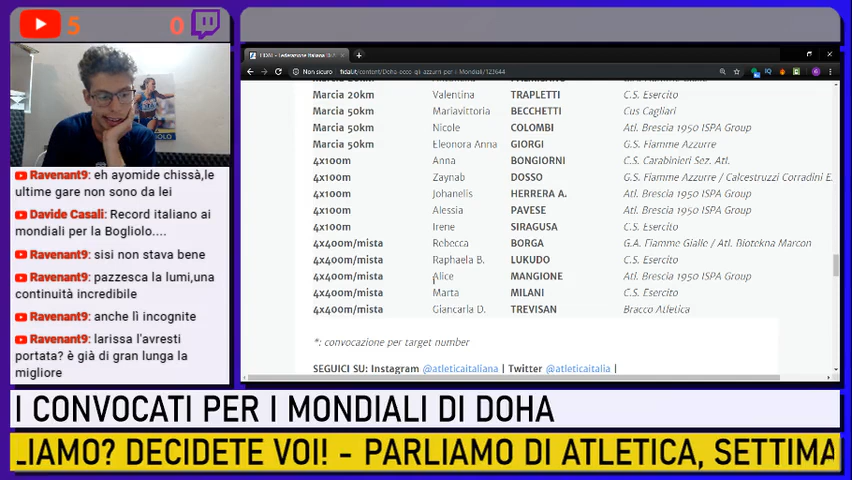 5 0
FIDAL - Federazione Italiana Di
Non sicuro fidal.it/content/Doha-ecco-gli-azzurri-per-i-Mondiali/123644
Marcia 20km Valentina TRAPLETTI C.S. Esercito
Marcia 50km Mariavittoria BECCHETTI Cus Cagliari
Marcia 50km Nicole COLOMBI Atl. Brescia 1950 ISPA Group
Marcia 50km Eleonora Anna GIORGI G.S. Fiamme Azzurre
4x100m Anna BONGIORNI C.S. Carabinieri Sez. Atl.
4x100m Zaynab DOSSO G.S. Fiamme Azzurre / Calcestruzzi Corradini E.
4x100m Johanelis HERRERA A. Atl. Brescia 1950 ISPA Group
4x100m Alessia PAVESE Atl. Brescia 1950 ISPA Group
4x100m Irene SIRAGUSA C.S. Esercito
4x400m/mista Rebecca BORGA G.A. Fiamme Gialle / Atl. Biotekna Marcon
4x400m/mista Raphaela B. LUKUDO C.S. Esercito
4x400m/mista Alice MANGIONE Atl. Brescia 1950 ISPA Group
4x400m/mista Marta MILANI C.S. Esercito
4x400m/mista Giancarla D. TREVISAN Bracco Atletica
*: convocazione per target number
SEGUICI SU: Instagram @atleticaitaliana | Twitter @atleticaitalia |
Ravenant9: eh ayomide chissà,le
ultime gare non sono da lei
Davide Casali: Record italiano ai
mondiali per la Bogliolo....
Ravenant9: sisi non stava bene
Ravenant9: pazzesca la lumi,una
continuità incredibile
Ravenant9: anche lì incognite
Ravenant9: larissa l'avresti
portata? è già di gran lunga la
migliore
I CONVOCATI PER I MONDIALI DI DOHA
LIAMO? DECIDETE VOI! - PARLIAMO DI ATLETICA, SETTIMA